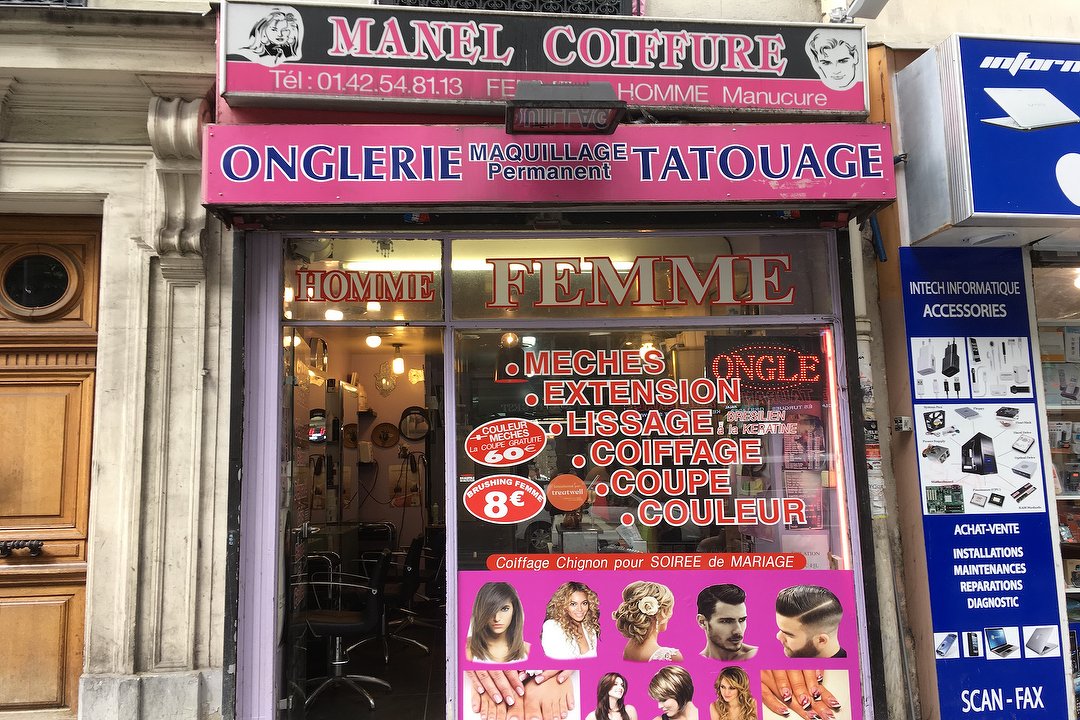 MANEL COIFFURE
Tél : 01.42.54.81.13 HOMME Manucure
ONGLERIE MAQUILLAGE Permanent TATOUAGE
HOMME FEMME
• MECHES
• EXTENSION
• LISSAGE BRESILIEN à la KERATINE
• COIFFAGE
• COUPE
• COULEUR
ONGLE
COULEUR
MECHES
LA COUPE GRATUITE
60€
BRUSHING FEMME
8€
treatwell
Coiffage Chignon pour SOIREE de MARIAGE
INTECH INFORMATIQUE
ACCESSORIES
ACHAT-VENTE
INSTALLATIONS
MAINTENANCES
REPARATIONS
DIAGNOSTIC
SCAN - FAX